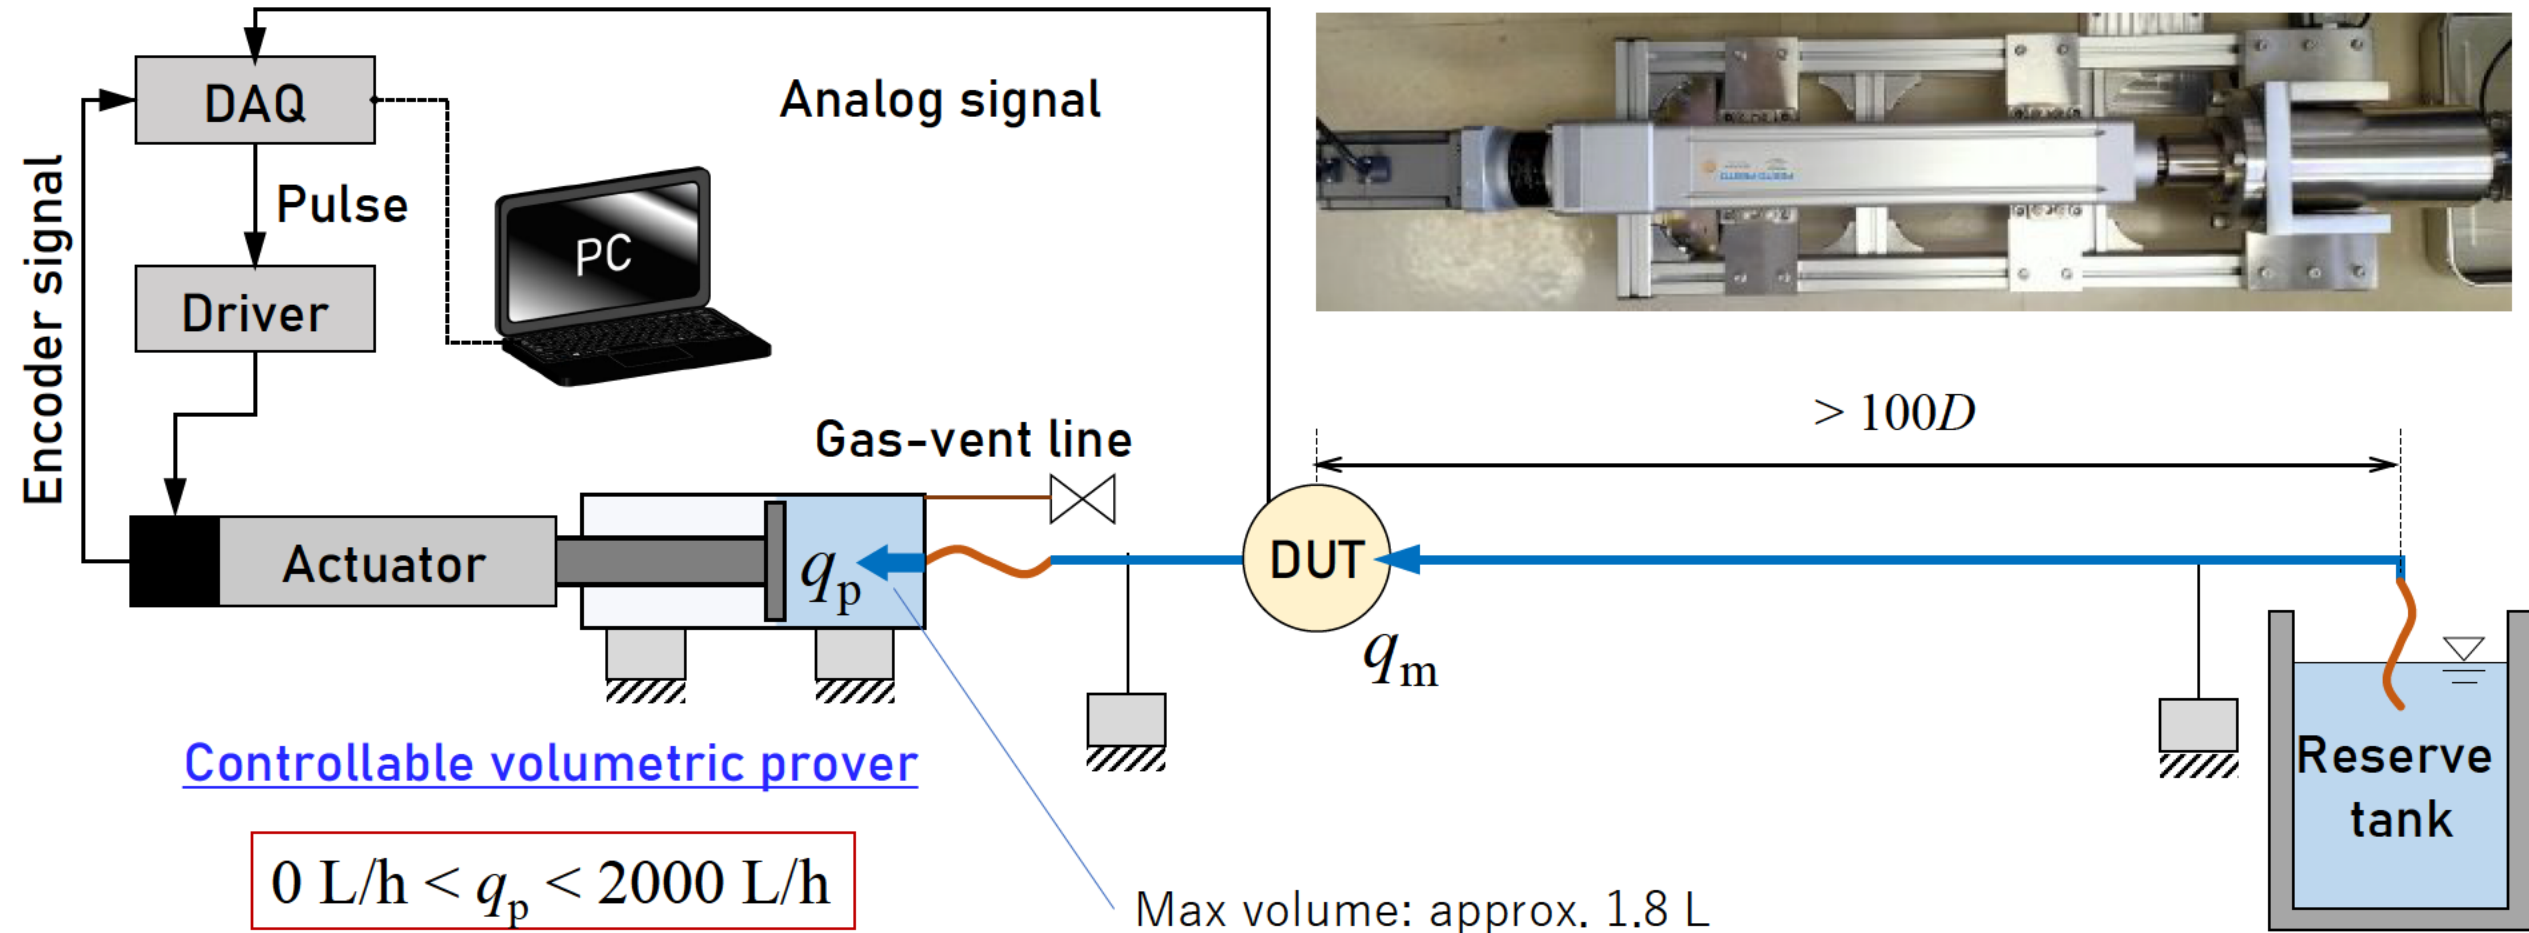 DAQ
Analog signal
Encoder signal
Pulse
PC
Driver
> 100D
Gas-vent line
Actuator
qp
DUT
qm
Controllable volumetric prover
Reserve
tank
0 L/h < qp < 2000 L/h
Max volume: approx. 1.8 L